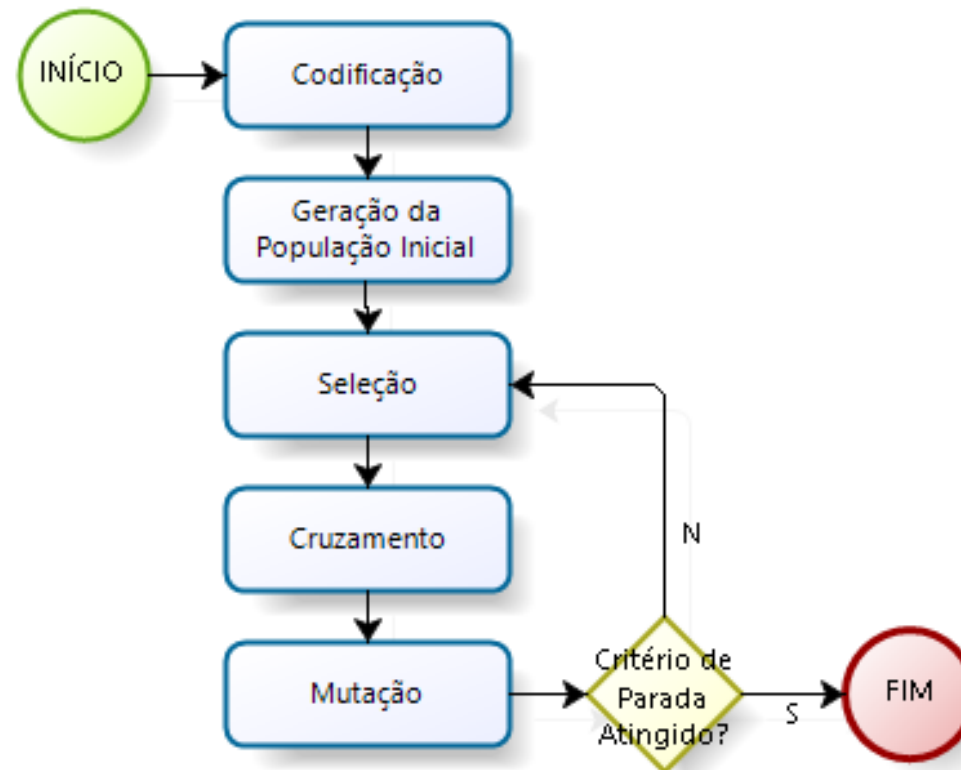 INÍCIO
Codificação
Geração da
População Inicial
Seleção
Cruzamento
N
Mutação
Critério de
Parada
Atingido?
S
FIM